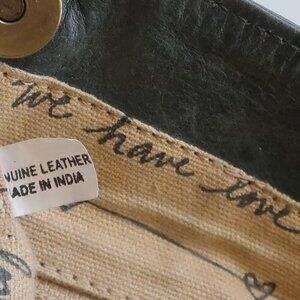 we have love
NUINE LEATHER
ADE IN INDIA